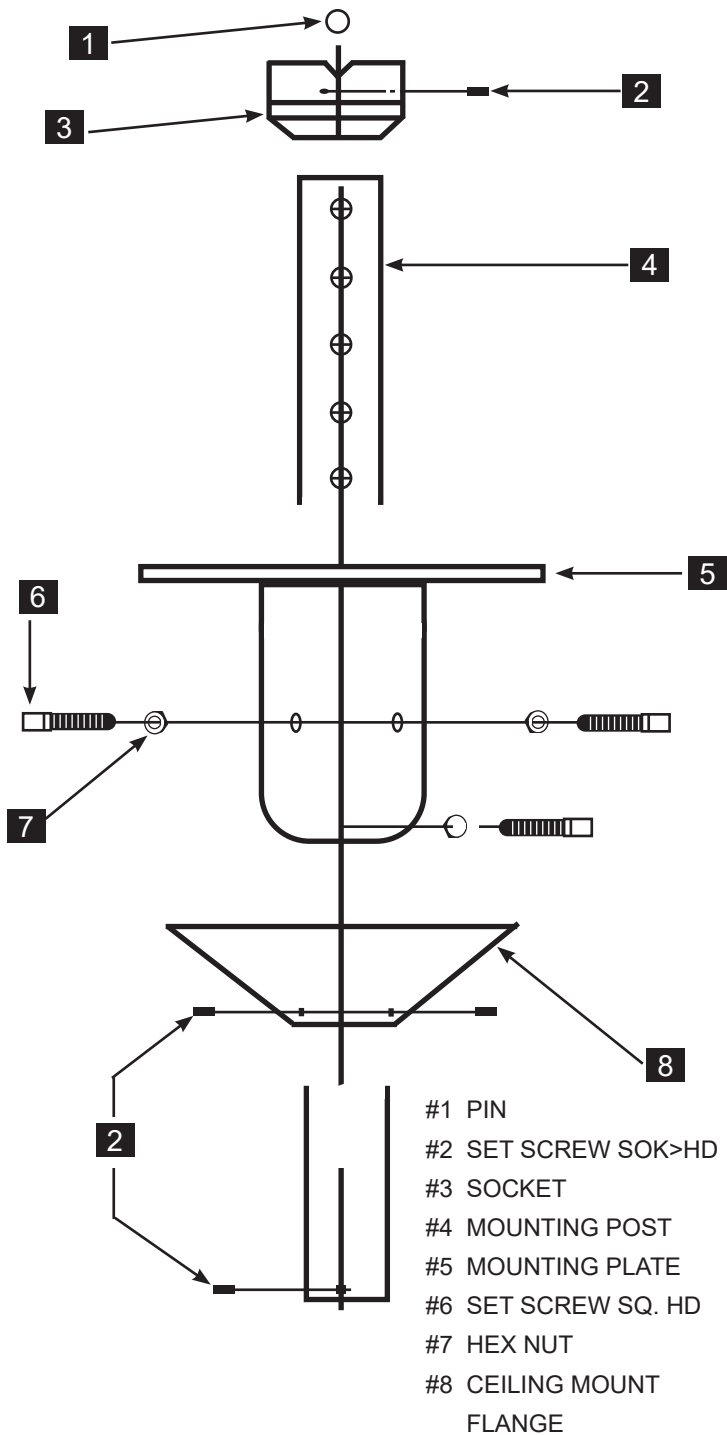 1
2
3
4
5
6
7
8
2
#1 PIN
#2 SET SCREW SOK>HD
#3 SOCKET
#4 MOUNTING POST
#5 MOUNTING PLATE
#6 SET SCREW SQ. HD
#7 HEX NUT
#8 CEILING MOUNT
FLANGE